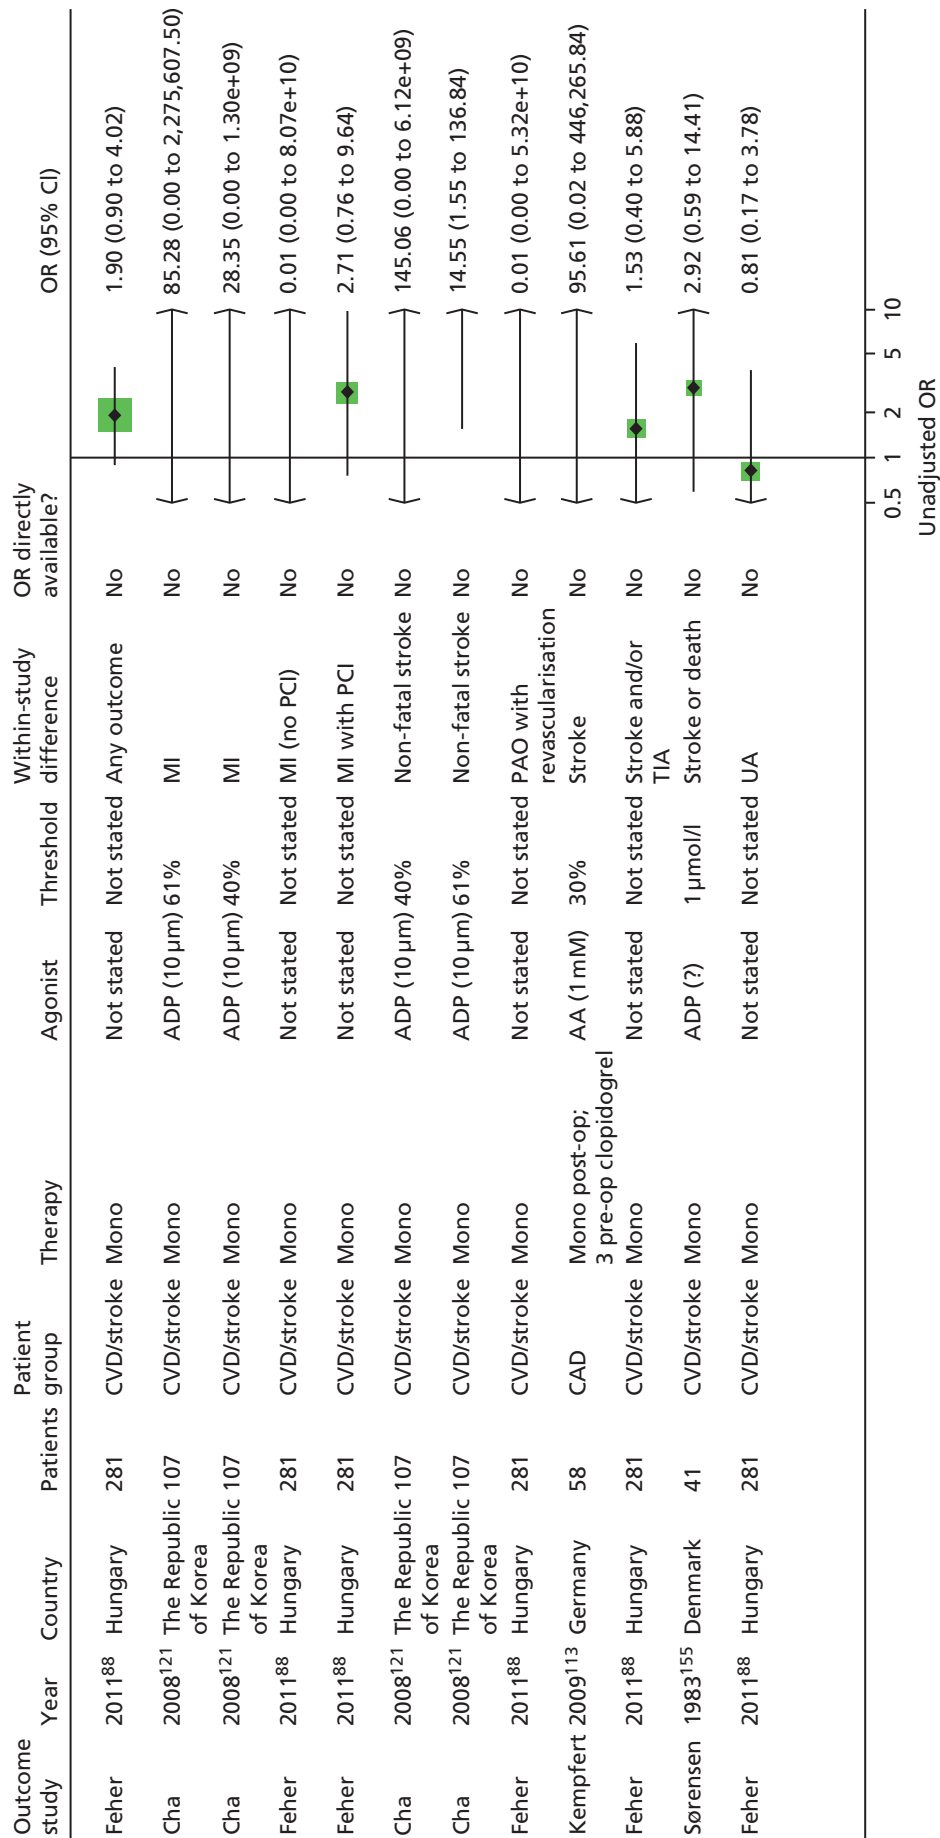 Outcome study Year Country Patients Patient group Therapy Agonist Threshold Within-study difference OR directly available? OR (95% CI)
Feher 2011⁸⁸ Hungary 281 CVD/stroke Mono Not stated Not stated Any outcome No 1.90 (0.90 to 4.02)
Cha 2008¹²¹ The Republic of Korea 107 CVD/stroke Mono ADP (10 µm) 61% MI No 85.28 (0.00 to 2,275,607.50)
Cha 2008¹²¹ The Republic of Korea 107 CVD/stroke Mono ADP (10 µm) 40% MI No 28.35 (0.00 to 1.30e+09)
Feher 2011⁸⁸ Hungary 281 CVD/stroke Mono Not stated Not stated MI (no PCI) No 0.01 (0.00 to 8.07e+10)
Feher 2011⁸⁸ Hungary 281 CVD/stroke Mono Not stated Not stated MI with PCI No 2.71 (0.76 to 9.64)
Cha 2008¹²¹ The Republic of Korea 107 CVD/stroke Mono ADP (10 µm) 40% Non-fatal stroke No 145.06 (0.00 to 6.12e+09)
Cha 2008¹²¹ The Republic of Korea 107 CVD/stroke Mono ADP (10 µm) 61% Non-fatal stroke No 14.55 (1.55 to 136.84)
Feher 2011⁸⁸ Hungary 281 CVD/stroke Mono Not stated Not stated PAO with revascularisation No 0.01 (0.00 to 5.32e+10)
Kempfert 2009¹¹³ Germany 58 CAD Mono post-op; 3 pre-op clopidogrel AA (1 mM) 30% Stroke No 95.61 (0.02 to 446,265.84)
Feher 2011⁸⁸ Hungary 281 CVD/stroke Mono Not stated Not stated Stroke and/or TIA No 1.53 (0.40 to 5.88)
Sørensen 1983¹⁵⁵ Denmark 41 CVD/stroke Mono ADP (?) 1 µmol/l Stroke or death No 2.92 (0.59 to 14.41)
Feher 2011⁸⁸ Hungary 281 CVD/stroke Mono Not stated Not stated UA No 0.81 (0.17 to 3.78)
0.5 1 2 5 10
Unadjusted OR